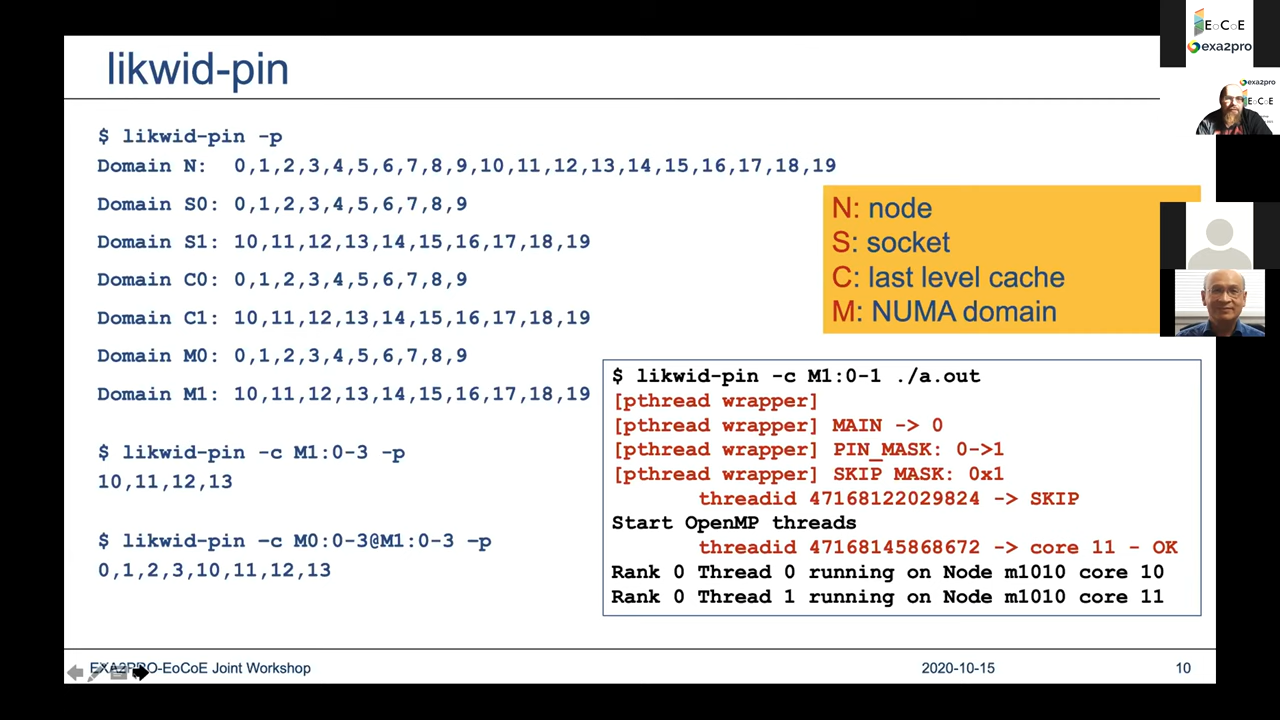 likwid-pin
$ likwid-pin -p
Domain N: 0,1,2,3,4,5,6,7,8,9,10,11,12,13,14,15,16,17,18,19
Domain S0: 0,1,2,3,4,5,6,7,8,9
Domain S1: 10,11,12,13,14,15,16,17,18,19
Domain C0: 0,1,2,3,4,5,6,7,8,9
Domain C1: 10,11,12,13,14,15,16,17,18,19
Domain M0: 0,1,2,3,4,5,6,7,8,9
Domain M1: 10,11,12,13,14,15,16,17,18,19
$ likwid-pin -c M1:0-3 -p
10,11,12,13
$ likwid-pin –c M0:0-3@M1:0-3 –p
0,1,2,3,10,11,12,13
N: node
S: socket
C: last level cache
M: NUMA domain
$ likwid-pin -c M1:0-1 ./a.out
[pthread wrapper]
[pthread wrapper] MAIN -> 0
[pthread wrapper] PIN_MASK: 0->1
[pthread wrapper] SKIP MASK: 0x1
threadid 47168122029824 -> SKIP
Start OpenMP threads
threadid 47168145868672 -> core 11 - OK
Rank 0 Thread 0 running on Node m1010 core 10
Rank 0 Thread 1 running on Node m1010 core 11
EXA2PRO-EoCoE Joint Workshop
2020-10-15
10
EoCoE
exa2pro
exa2pro
EoCoE